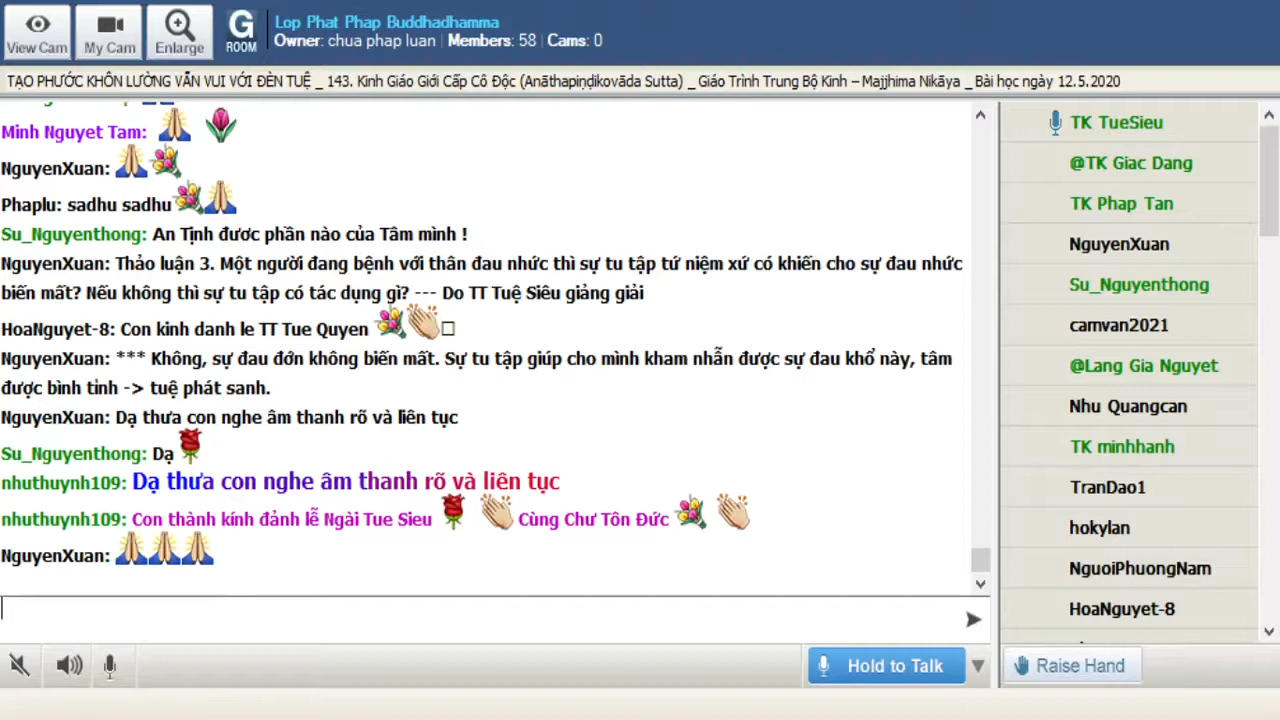 View Cam
My Cam
Enlarge
G
ROOM
Lop Phat Phap Buddhadhamma
Owner: chua phap luan | Members: 58 | Cams: 0
TẠO PHƯỚC KHÔN LƯỜNG VẪN VUI VỚI ĐÈN TUỆ _ 143. Kinh Giáo Giới Cấp Cô Độc (Anāthapiṇḍikovāda Sutta) _ Giáo Trình Trung Bộ Kinh – Majjhima Nikāya _ Bài học ngày 12.5.2020
Minh Nguyet Tam:
NguyenXuan:
Phaplu: sadhu sadhu
Su_Nguyenthong: An Tịnh đươc phần nào của Tâm mình !
NguyenXuan: Thảo luận 3. Một người đang bệnh với thân đau nhức thì sự tu tập tứ niệm xứ có khiến cho sự đau nhức
biến mất? Nếu không thì sự tu tập có tác dụng gì? --- Do TT Tuệ Siêu giảng giải
HoaNguyet-8: Con kinh danh le TT Tue Quyen
NguyenXuan: *** Không, sự đau đớn không biến mất. Sự tu tập giúp cho mình kham nhẫn được sự đau khổ này, tâm
được bình tỉnh -> tuệ phát sanh.
NguyenXuan: Dạ thưa con nghe âm thanh rõ và liên tục
Su_Nguyenthong: Dạ
nhuthuynh109: Dạ thưa con nghe âm thanh rõ và liên tục
nhuthuynh109: Con thành kính đảnh lễ Ngài Tue Sieu Cùng Chư Tôn Đức
NguyenXuan:
Hold to Talk
TK TueSieu
@TK Giac Dang
TK Phap Tan
NguyenXuan
Su_Nguyenthong
camvan2021
@Lang Gia Nguyet
Nhu Quangcan
TK minhhanh
TranDao1
hokylan
NguoiPhuongNam
HoaNguyet-8
Raise Hand